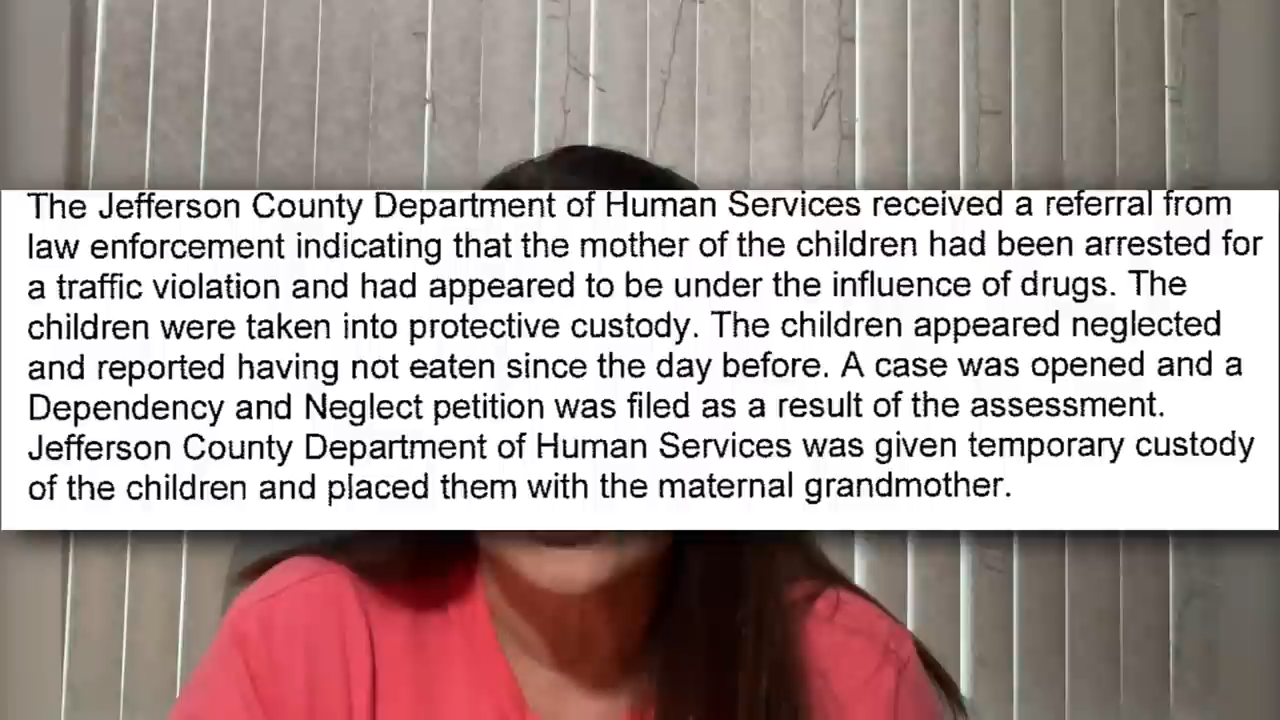 The Jefferson County Department of Human Services received a referral from
law enforcement indicating that the mother of the children had been arrested for
a traffic violation and had appeared to be under the influence of drugs. The
children were taken into protective custody. The children appeared neglected
and reported having not eaten since the day before. A case was opened and a
Dependency and Neglect petition was filed as a result of the assessment.
Jefferson County Department of Human Services was given temporary custody
of the children and placed them with the maternal grandmother.